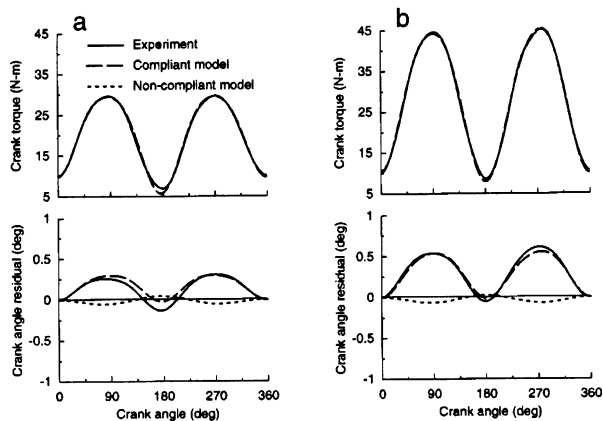 a
Experiment
Compliant model
Non-compliant model
Crank torque (N-m)
45
35
25
15
5
Crank angle residual (deg)
1
0.5
0
-0.5
-1
0 90 180 270 360
Crank angle (deg)
b
Crank torque (N-m)
45
35
25
15
5
Crank angle residual (deg)
1
0.5
0
-0.5
-1
0 90 180 270 360
Crank angle (deg)